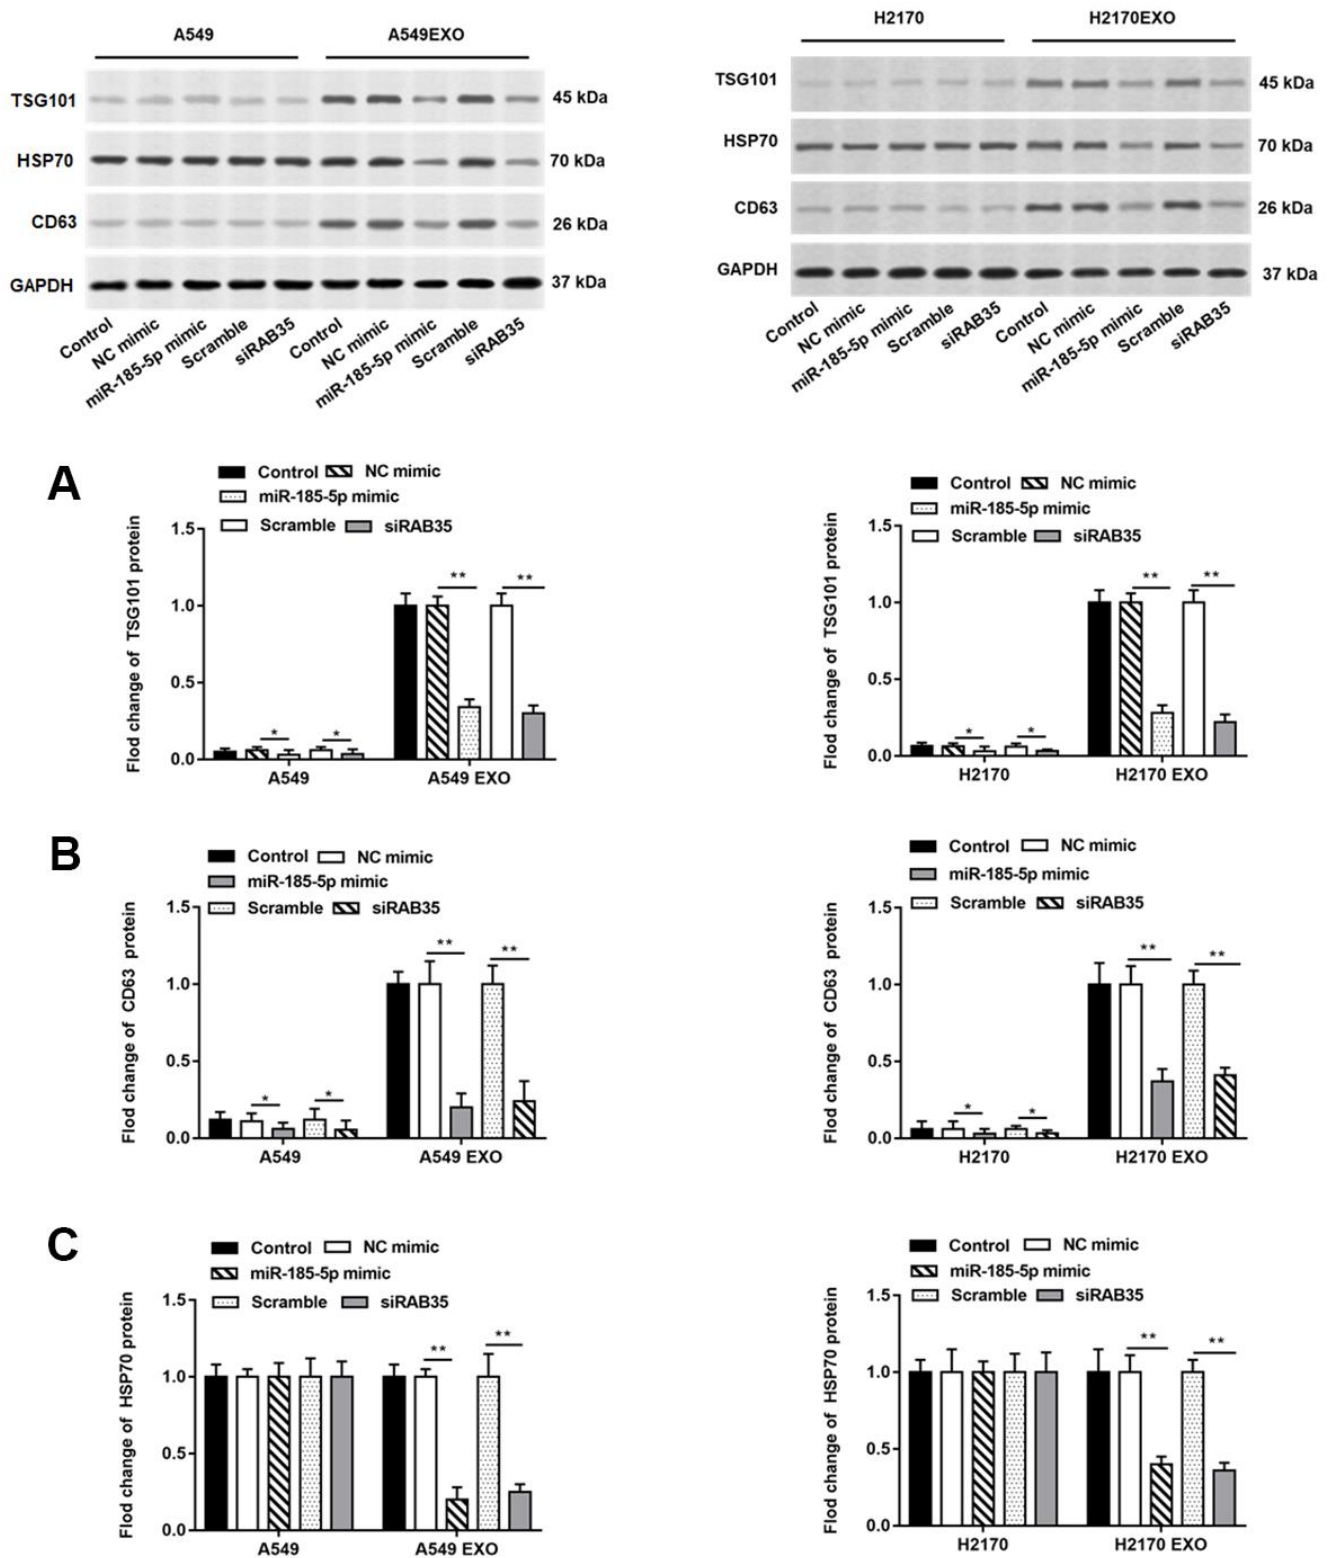 A549 A549EXO
TSG101 45 kDa
HSP70 70 kDa
CD63 26 kDa
GAPDH 37 kDa
Control NC mimic miR-185-5p mimic Scramble siRAB35 Control NC mimic miR-185-5p mimic Scramble siRAB35
H2170 H2170EXO
TSG101 45 kDa
HSP70 70 kDa
CD63 26 kDa
GAPDH 37 kDa
Control NC mimic miR-185-5p mimic Scramble siRAB35 Control NC mimic miR-185-5p mimic Scramble siRAB35
A
Control NC mimic
miR-185-5p mimic
Scramble siRAB35
Flod change of TSG101 protein
1.5
1.0
0.5
0.0
* * ** **
A549 A549 EXO
Control NC mimic
miR-185-5p mimic
Scramble siRAB35
Flod change of TSG101 protein
1.5
1.0
0.5
0.0
* * ** **
H2170 H2170 EXO
B
Control NC mimic
miR-185-5p mimic
Scramble siRAB35
Flod change of CD63 protein
1.5
1.0
0.5
0.0
* * ** **
A549 A549 EXO
Control NC mimic
miR-185-5p mimic
Scramble siRAB35
Flod change of CD63 protein
1.5
1.0
0.5
0.0
* * ** **
H2170 H2170 EXO
C
Control NC mimic
miR-185-5p mimic
Scramble siRAB35
Flod change of HSP70 protein
1.5
1.0
0.5
0.0
** **
A549 A549 EXO
Control NC mimic
miR-185-5p mimic
Scramble siRAB35
Flod change of HSP70 protein
1.5
1.0
0.5
0.0
** **
H2170 H2170 EXO